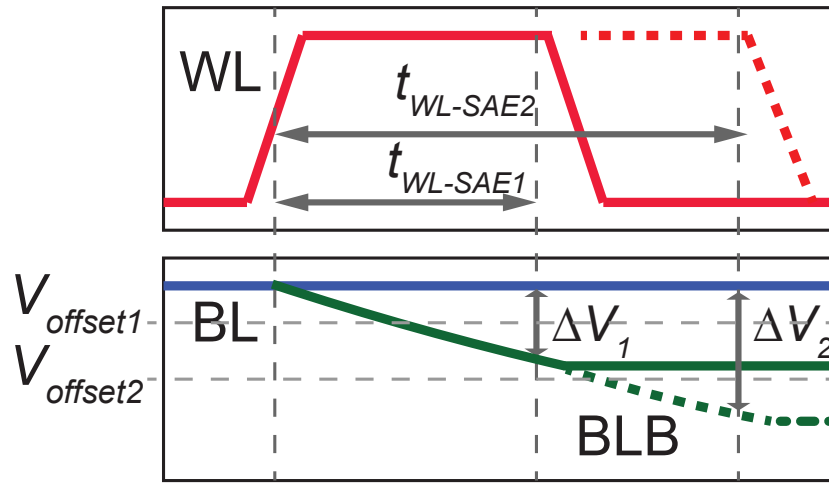 WL
t_WL-SAE2
t_WL-SAE1
V_offset1
BL
ΔV_1
ΔV_2
V_offset2
BLB